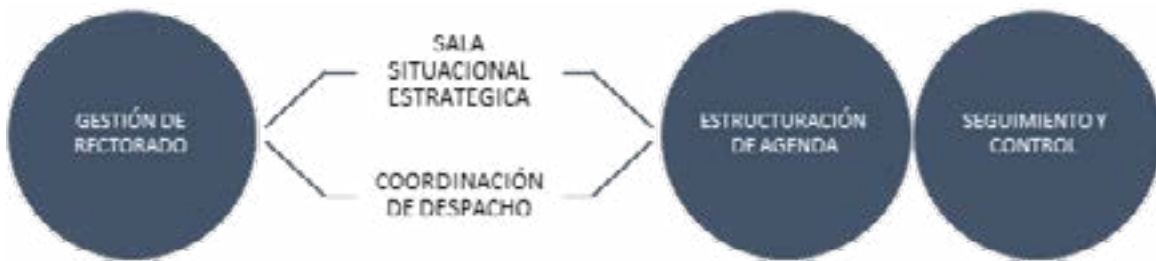 GESTIÓN DE
RECTORADO
SALA
SITUACIONAL
ESTRATEGICA
COORDINACIÓN
DE DESPACHO
ESTRUCTURACIÓN
DE AGENDA
SEGUIMIENTO Y
CONTROL